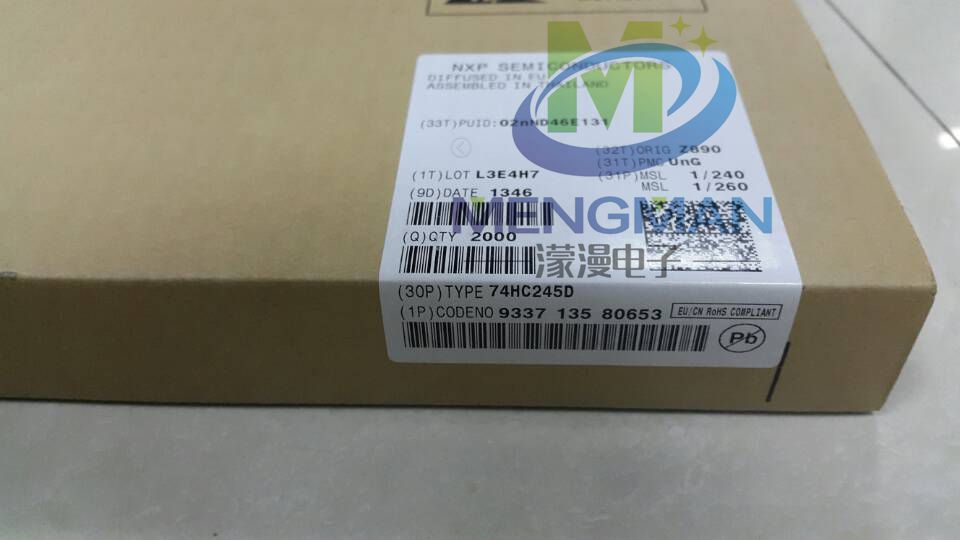 NXP SEMICONDUCTORS
DIFFUSED IN EU
ASSEMBLED IN THAILAND
(33T)PUID:02nND46E131
(32T)ORIG Z690
(31T)PMC UnG
(1T)LOT L3E4H7
(31P)MSL 1/240
(9D)DATE 1346
MSL 1/260
MENGMAN
(Q)QTY 2000
濛漫电子
(30P)TYPE 74HC245D
(1P)CODENO 9337 135 80653
EU/CN RoHS COMPLIANT
Pb